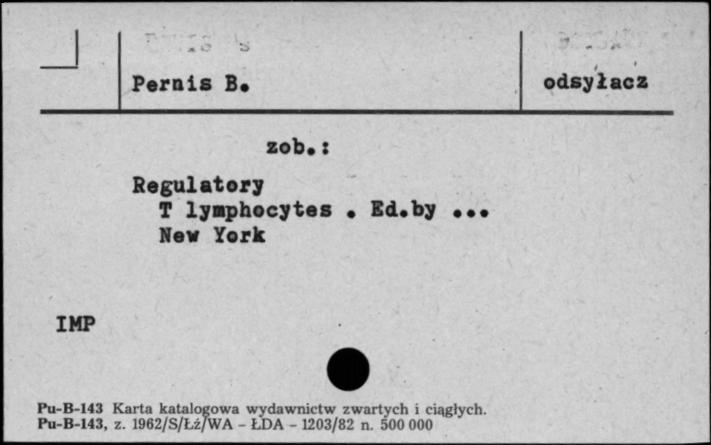 Pernis B.
odsyłacz
zob.:
Regulatory
T lymphocytes . Ed.by ...
New York
IMP
Pu-B-143 Karta katalogowa wydawnictw zwartych i ciągłych.
Pu-B-143, z. 1962/S/Łż/WA - ŁDA - 1203/82 n. 500 000